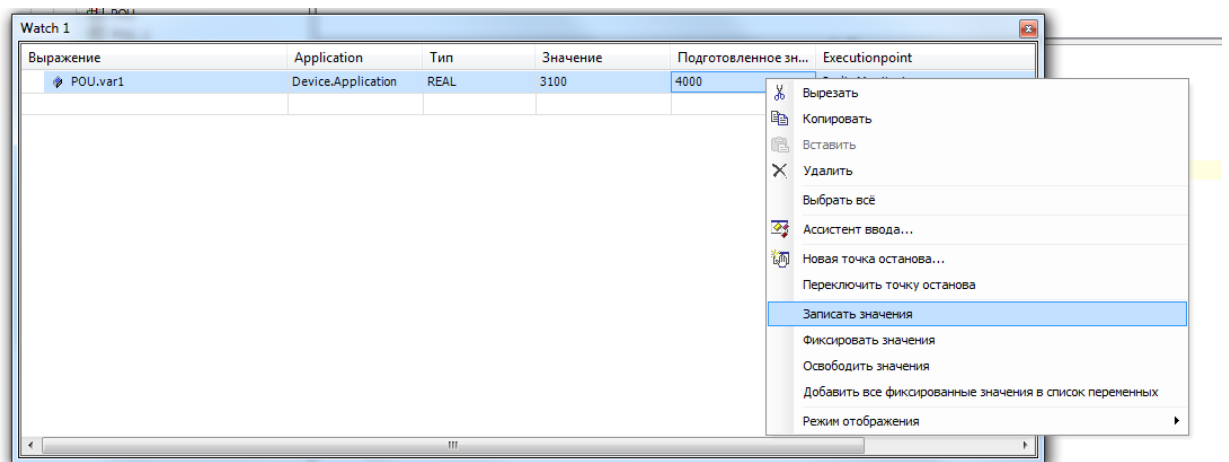 POU
Watch 1
Выражение Application Тип Значение Подготовленное зн... Executionpoint
POU.var1 Device.Application REAL 3100 4000
Вырезать
Копировать
Вставить
Удалить
Выбрать всё
Ассистент ввода...
Новая точка останова...
Переключить точку останова
Записать значения
Фиксировать значения
Освободить значения
Добавить все фиксированные значения в список переменных
Режим отображения